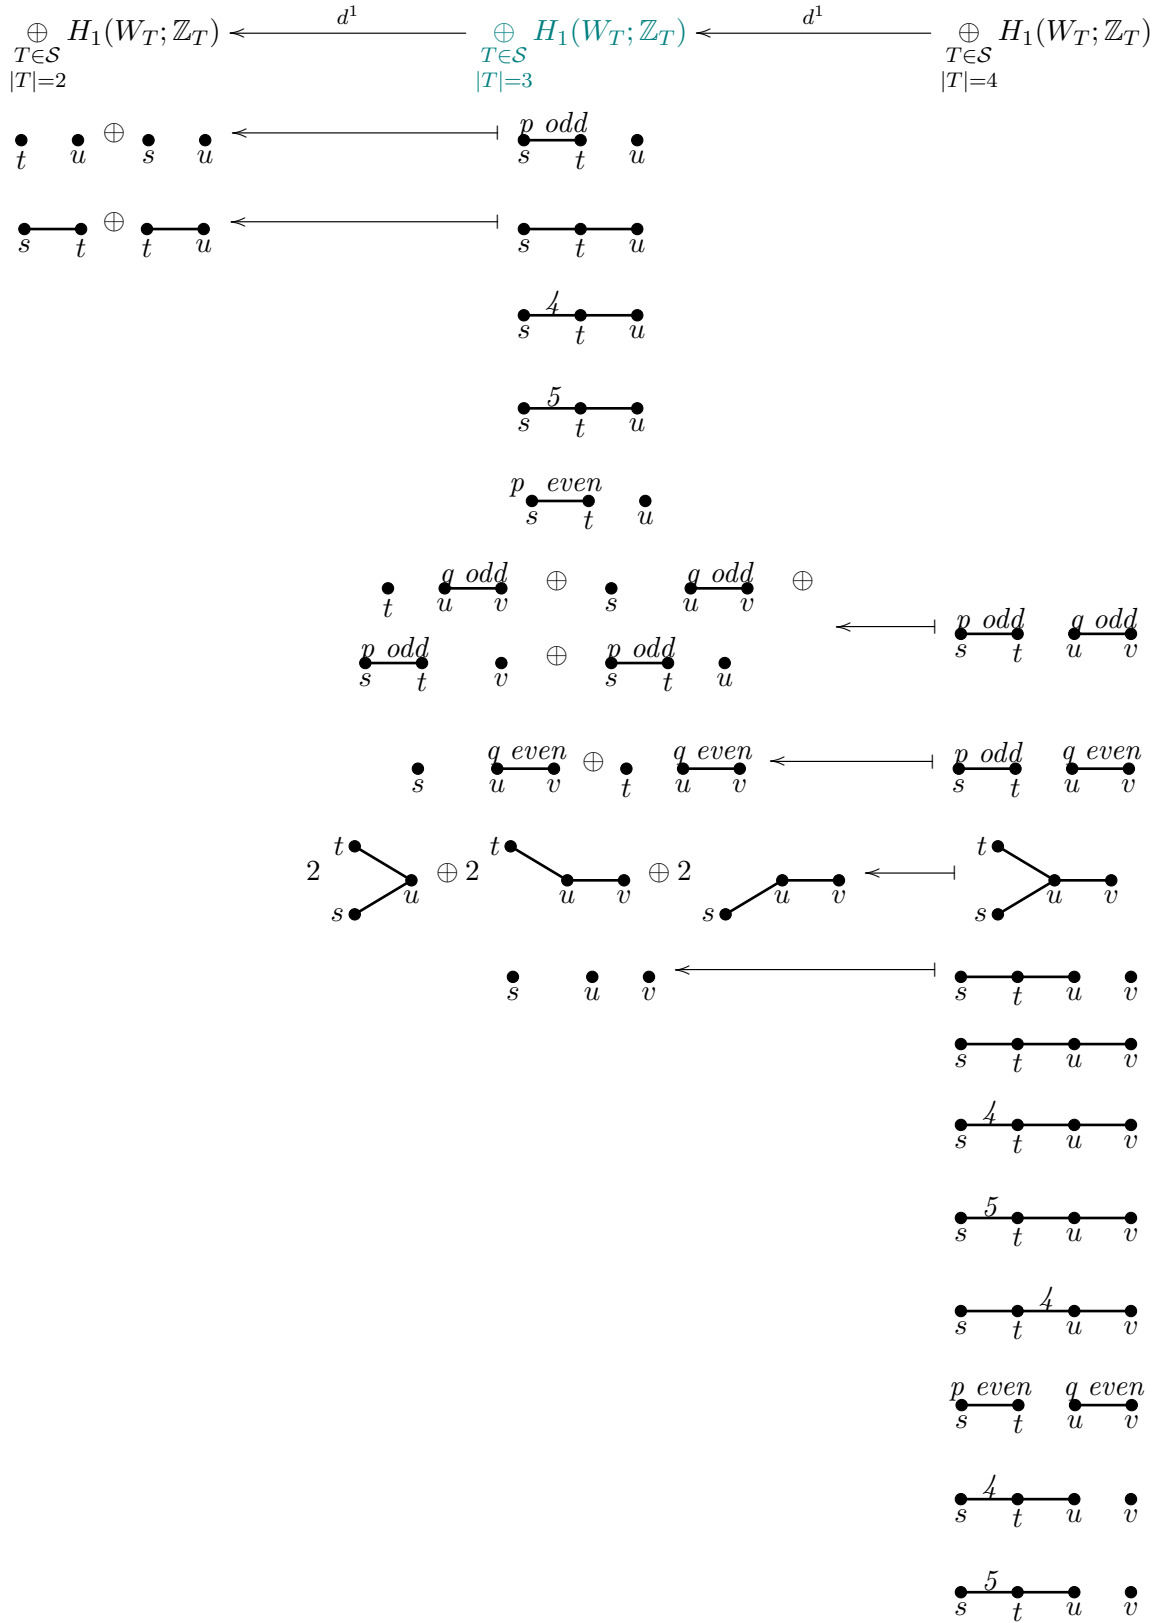 ⊕ H₁(W_T; ℤ_T) d¹ ⊕ H₁(W_T; ℤ_T) d¹ ⊕ H₁(W_T; ℤ_T)
T∈𝒮 T∈𝒮 T∈𝒮
|T|=2 |T|=3 |T|=4
⊕ p odd
t u s u s t u
⊕
s t t u s t u
4
s t u
5
s t u
p even
s t u
q odd ⊕ q odd ⊕
t u v s u v
p odd q odd
s t u v
p odd ⊕ p odd
s t v s t u
q even ⊕ q even p odd q even
s u v t u v s t u v
t t t
2 ⊕ 2 ⊕ 2
u u v u v u v
s s s
s u v s t u v
s t u v
4
s t u v
5
s t u v
4
s t u v
p even q even
s t u v
4
s t u v
5
s t u v